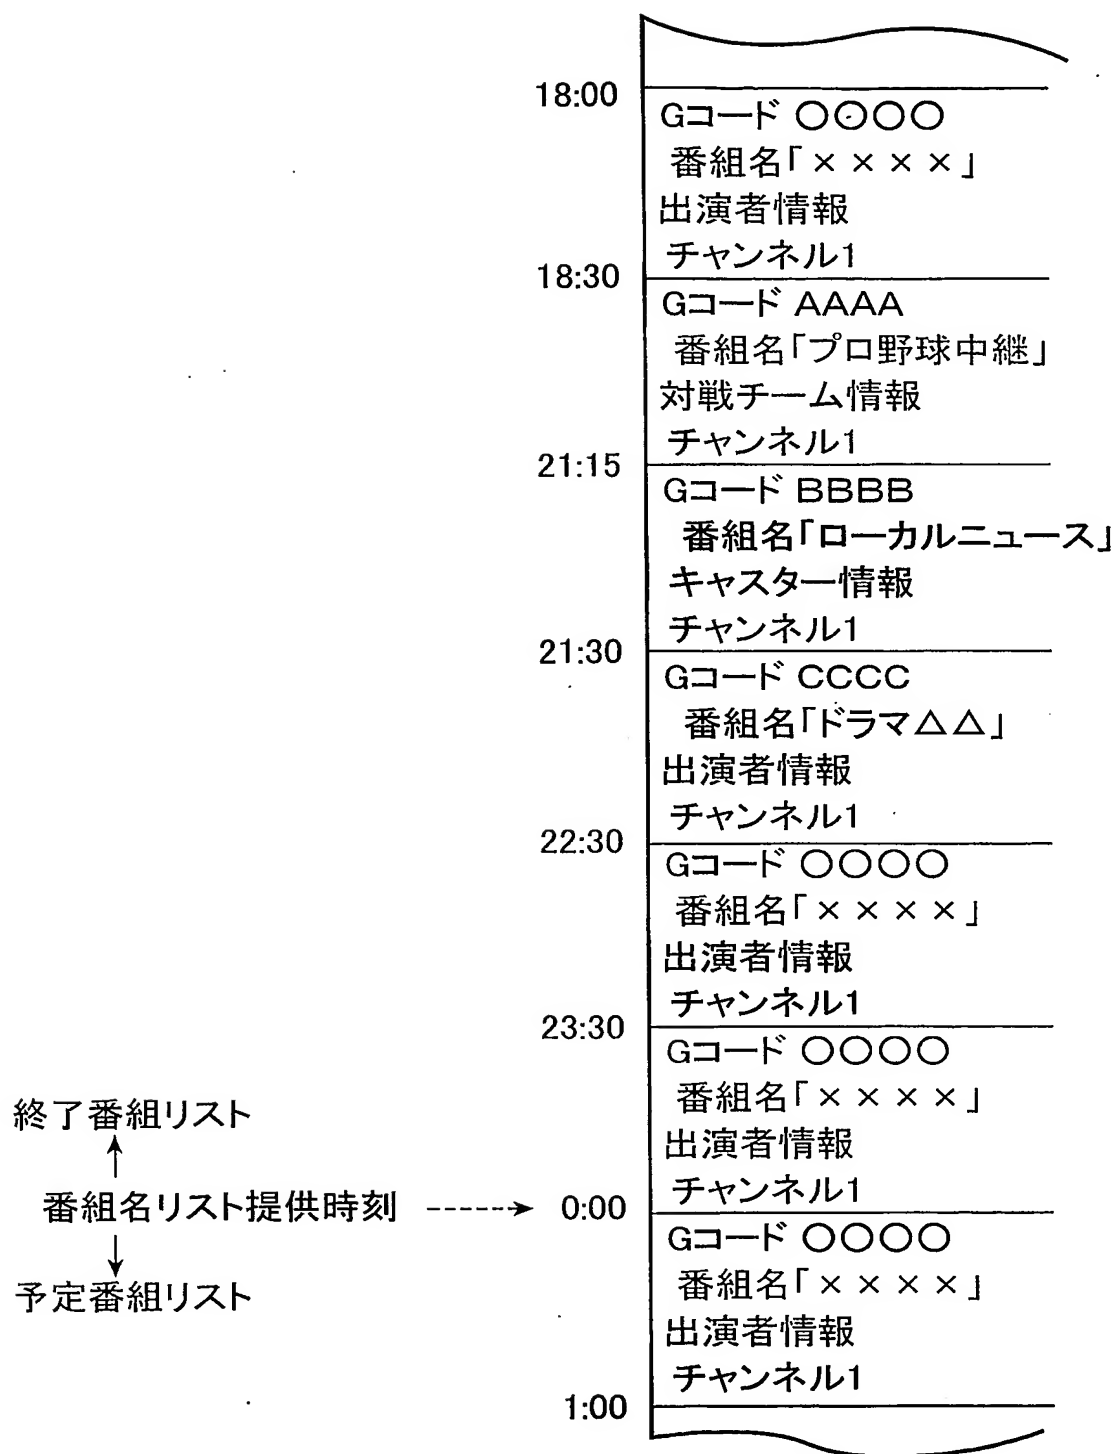 18:00
Gコード 〇〇〇〇
番組名「××××」
出演者情報
チャンネル1
18:30
Gコード AAAA
番組名「プロ野球中継」
対戦チーム情報
チャンネル1
21:15
Gコード BBBB
番組名「ローカルニュース」
キャスター情報
チャンネル1
21:30
Gコード CCCC
番組名「ドラマ△△」
出演者情報
チャンネル1
22:30
Gコード 〇〇〇〇
番組名「××××」
出演者情報
チャンネル1
23:30
Gコード 〇〇〇〇
番組名「××××」
出演者情報
チャンネル1
終了番組リスト
番組名リスト提供時刻
予定番組リスト
0:00
Gコード 〇〇〇〇
番組名「××××」
出演者情報
チャンネル1
1:00